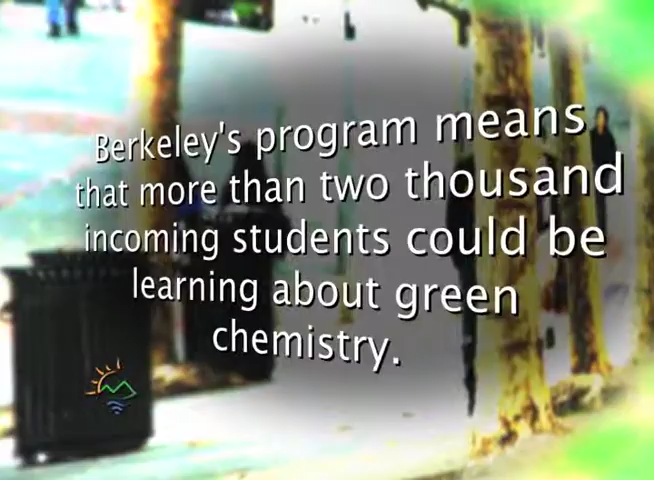 Berkeley's program means
that more than two thousand
incoming students could be
learning about green
chemistry.